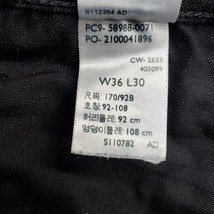 S112354 AD
PC9- 58988-0071
PO- 2100041896
CW- 2623
405099
W36 L30
尺码: 170/92B
호칭: 92-108
허리둘레: 92 cm
엉덩이둘레: 108 cm
S110782 AD